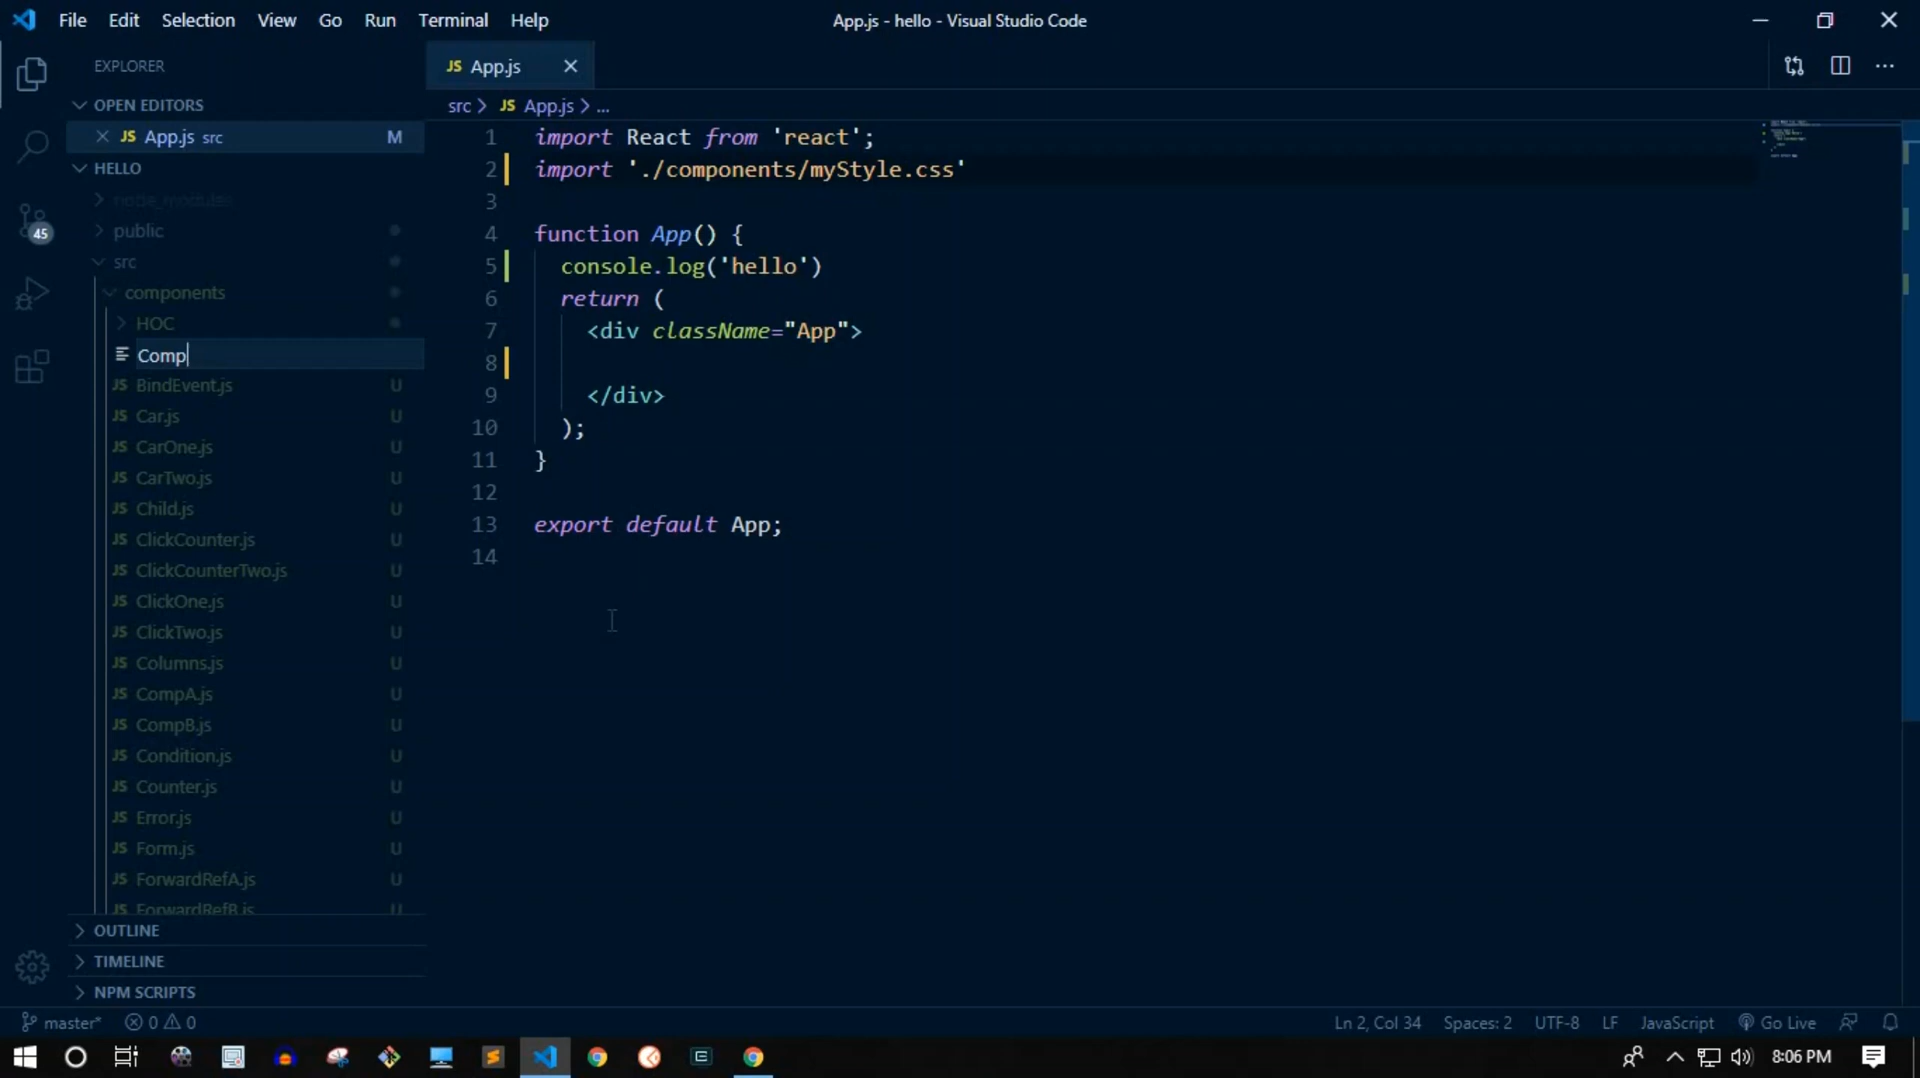 File Edit Selection View Go Run Terminal Help
App.js - hello - Visual Studio Code
EXPLORER
OPEN EDITORS
JS App.js src M
HELLO
node_modules
public
src
components
HOC
Comp
JS BindEvent.js U
JS Car.js U
JS CarOne.js U
JS CarTwo.js U
JS Child.js U
JS ClickCounter.js U
JS ClickCounterTwo.js U
JS ClickOne.js U
JS ClickTwo.js U
JS Columns.js U
JS CompA.js U
JS CompB.js U
JS Condition.js U
JS Counter.js U
JS Error.js U
JS Form.js U
JS ForwardRefA.js U
JS ForwardRefB.js U
OUTLINE
TIMELINE
NPM SCRIPTS
45
JS App.js
src > JS App.js > ...
1 import React from 'react';
2 import './components/myStyle.css'
3
4 function App() {
5 console.log('hello')
6 return (
7 <div className="App">
8
9 </div>
10 );
11 }
12
13 export default App;
14
master* 0 0
Ln 2, Col 34 Spaces: 2 UTF-8 LF JavaScript Go Live
8:06 PM